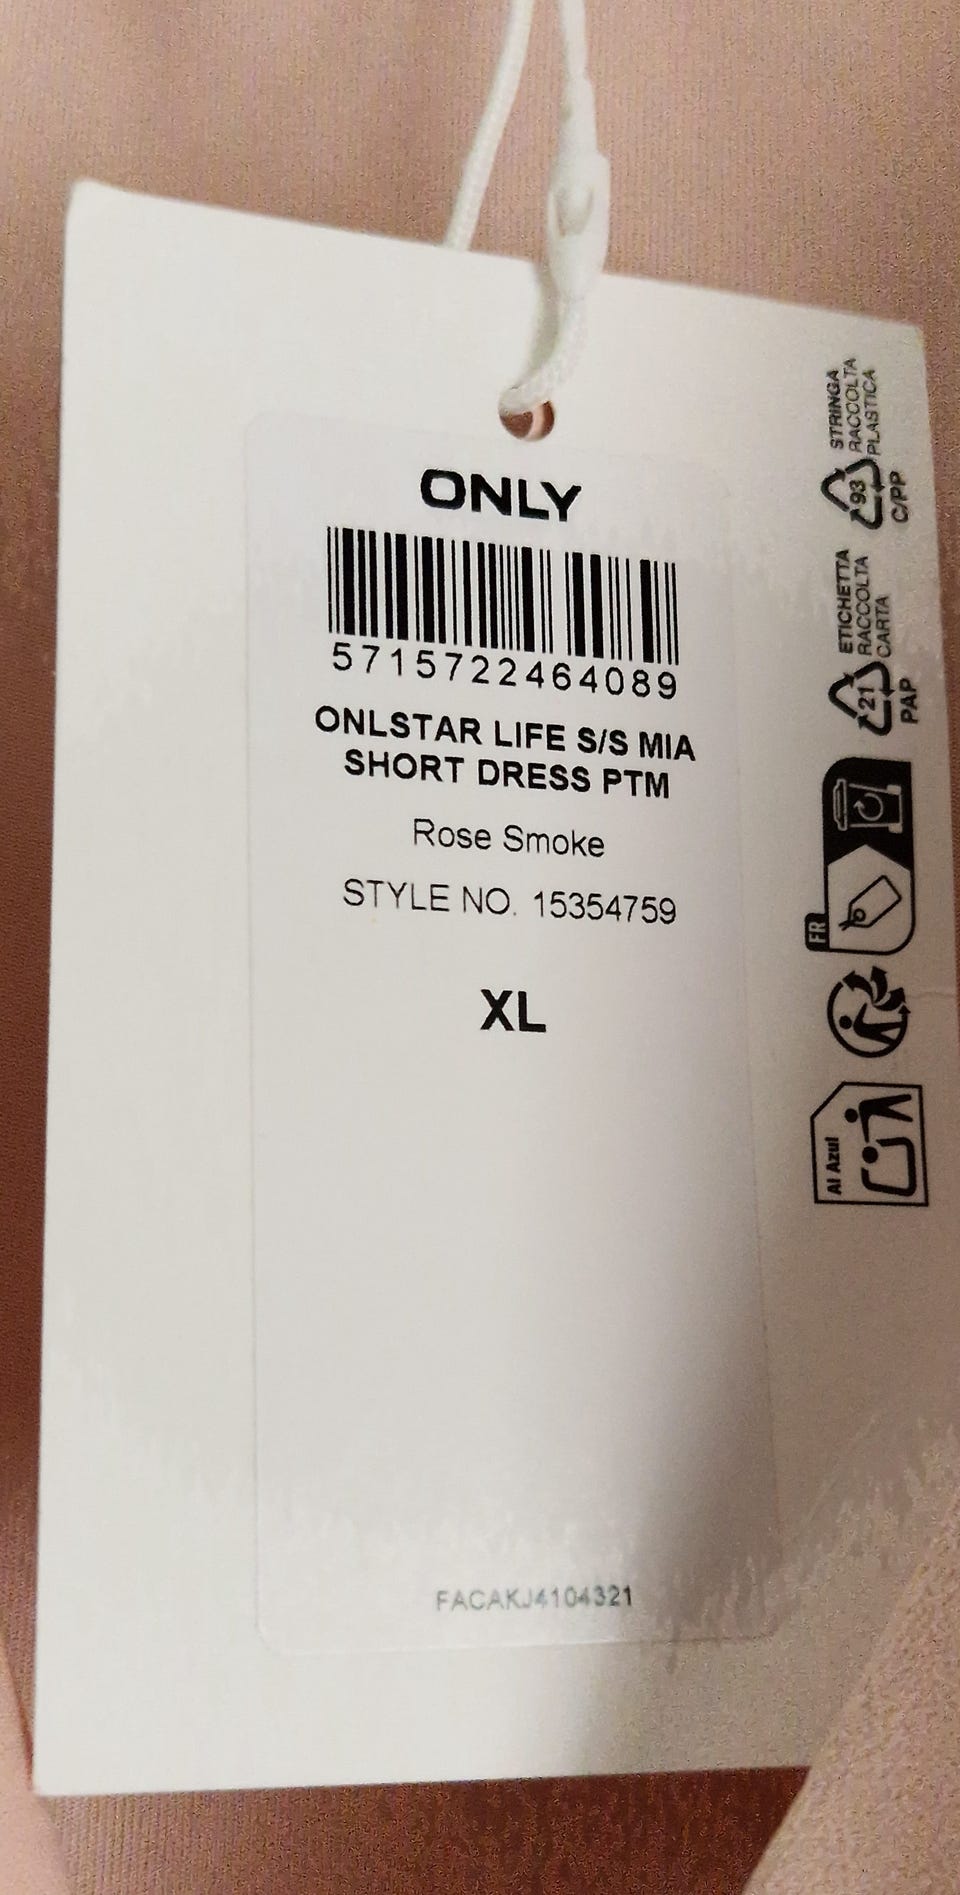 ONLY
5715722464089
ONLSTAR LIFE S/S MIA
SHORT DRESS PTM
Rose Smoke
STYLE NO. 15354759
XL
FACAKJ4104321
STRINGA
RACCOLTA
PLASTICA
93
C/PP
ETICHETTA
RACCOLTA
CARTA
21
PAP
FR
Al Azul